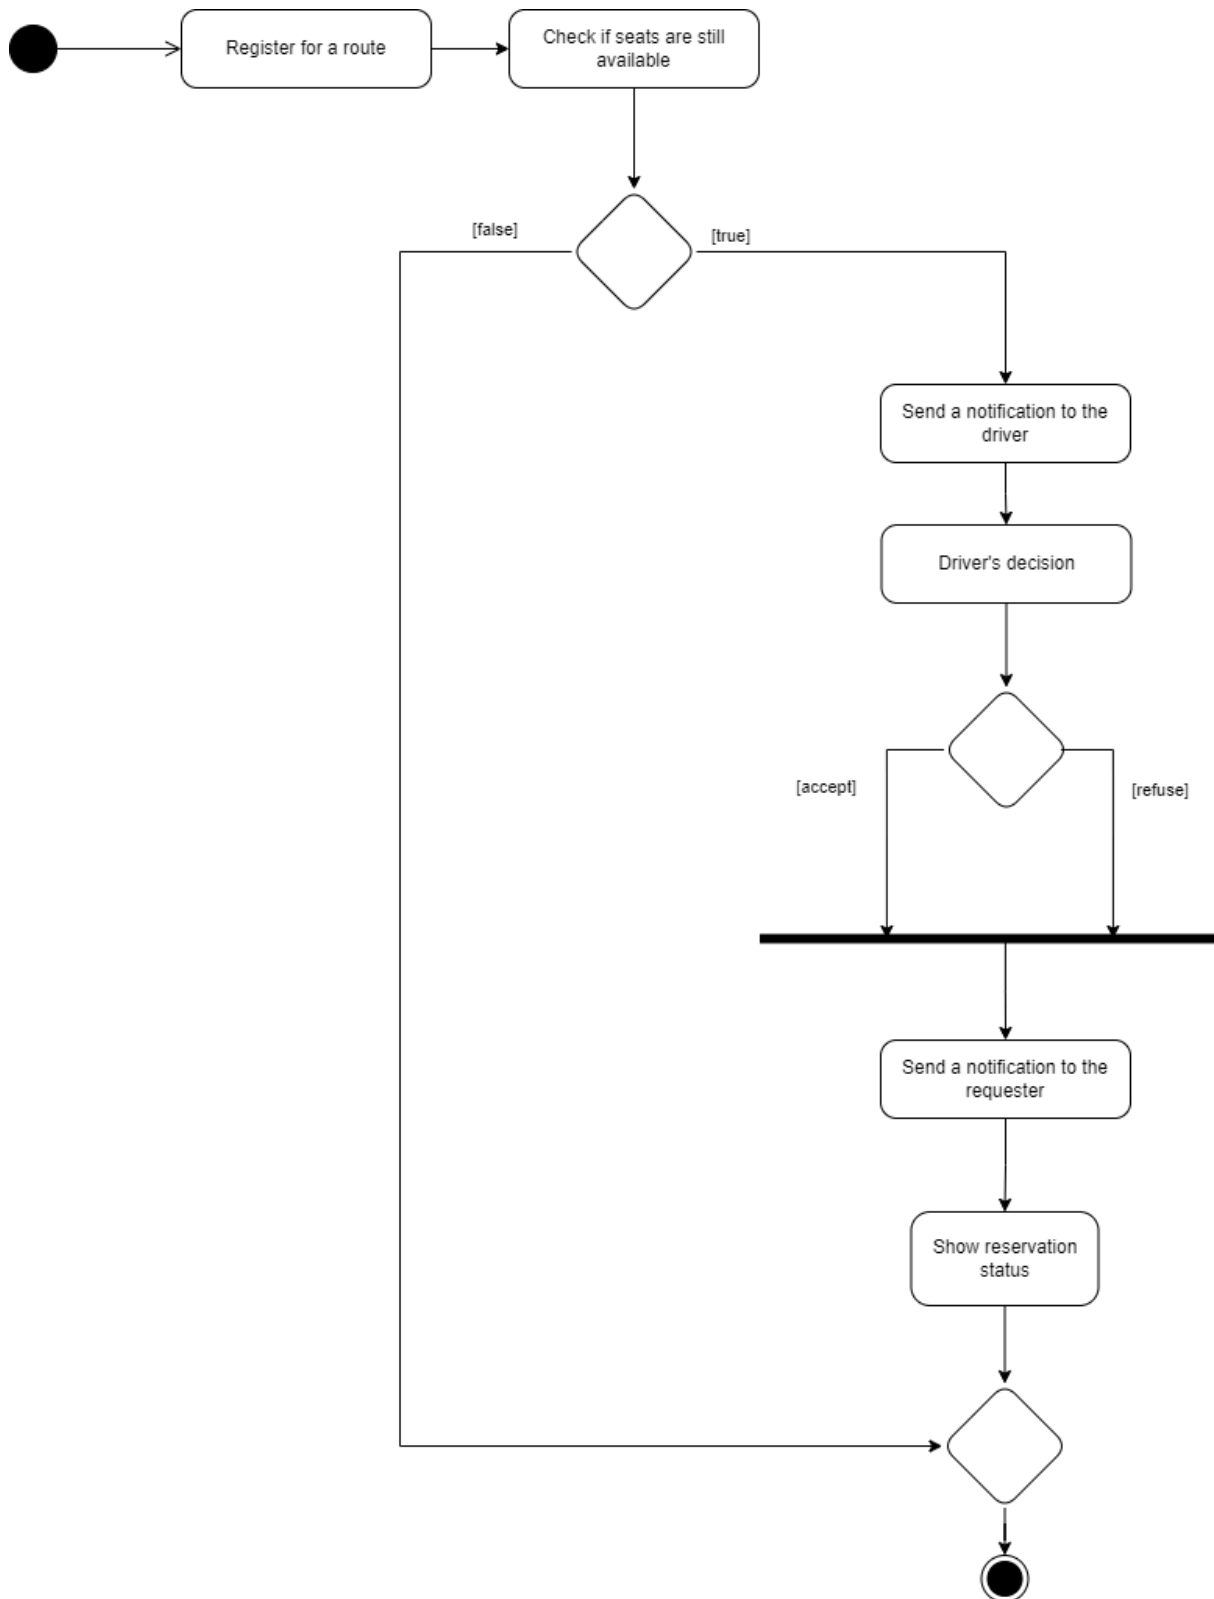 Register for a route
Check if seats are still
available
[false]
[true]
Send a notification to the
driver
Driver's decision
[accept]
[refuse]
Send a notification to the
requester
Show reservation
status